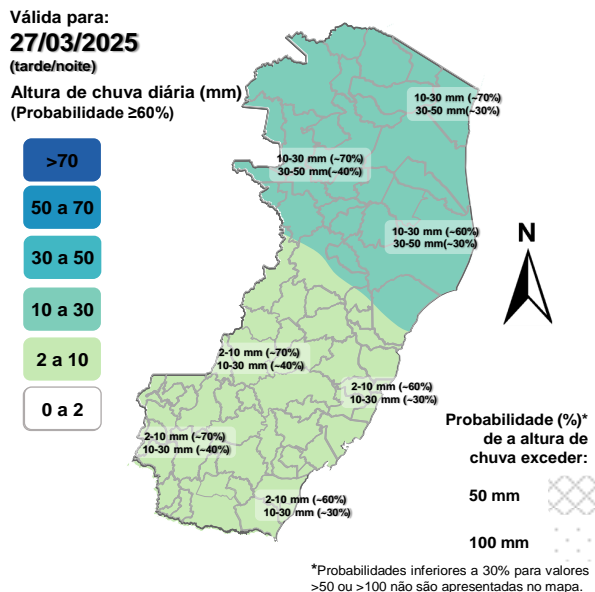 Válida para:
27/03/2025
(tarde/noite)
Altura de chuva diária (mm)
(Probabilidade ≥60%)
>70
50 a 70
30 a 50
10 a 30
2 a 10
0 a 2
10-30 mm (~70%)
30-50 mm(~30%)
10-30 mm (~70%)
30-50 mm(~40%)
10-30 mm (~60%)
30-50 mm(~30%)
N
2-10 mm (~70%)
10-30 mm (~40%)
2-10 mm (~60%)
10-30 mm (~30%)
2-10 mm (~70%)
10-30 mm (~40%)
2-10 mm (~60%)
10-30 mm (~30%)
Probabilidade (%)*
de a altura de
chuva exceder:
50 mm
100 mm
*Probabilidades inferiores a 30% para valores
>50 ou >100 não são apresentadas no mapa.